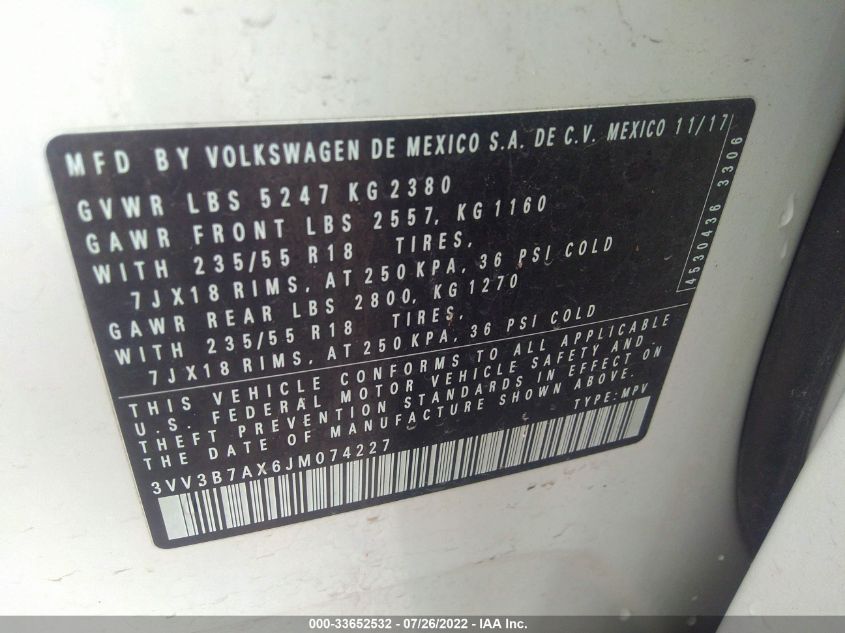 MFD BY VOLKSWAGEN DE MEXICO S.A. DE C.V. MEXICO 11/17
GVWR LBS 5247 KG 2380
GAWR FRONT LBS 2557, KG 1160
WITH 235/55 R18 TIRES,
7JX18 RIMS, AT 250 KPA, 36 PSI COLD
GAWR REAR LBS 2800, KG 1270
WITH 235/55 R18 TIRES,
7JX18 RIMS, AT 250 KPA, 36 PSI COLD
THIS VEHICLE CONFORMS TO ALL APPLICABLE
U.S. FEDERAL MOTOR VEHICLE SAFETY AND
THEFT PREVENTION STANDARDS IN EFFECT ON
THE DATE OF MANUFACTURE SHOWN ABOVE.
3VV3B7AX6JM074227 TYPE: MPV
4530436 3306
000-33652532 - 07/26/2022 - IAA Inc.